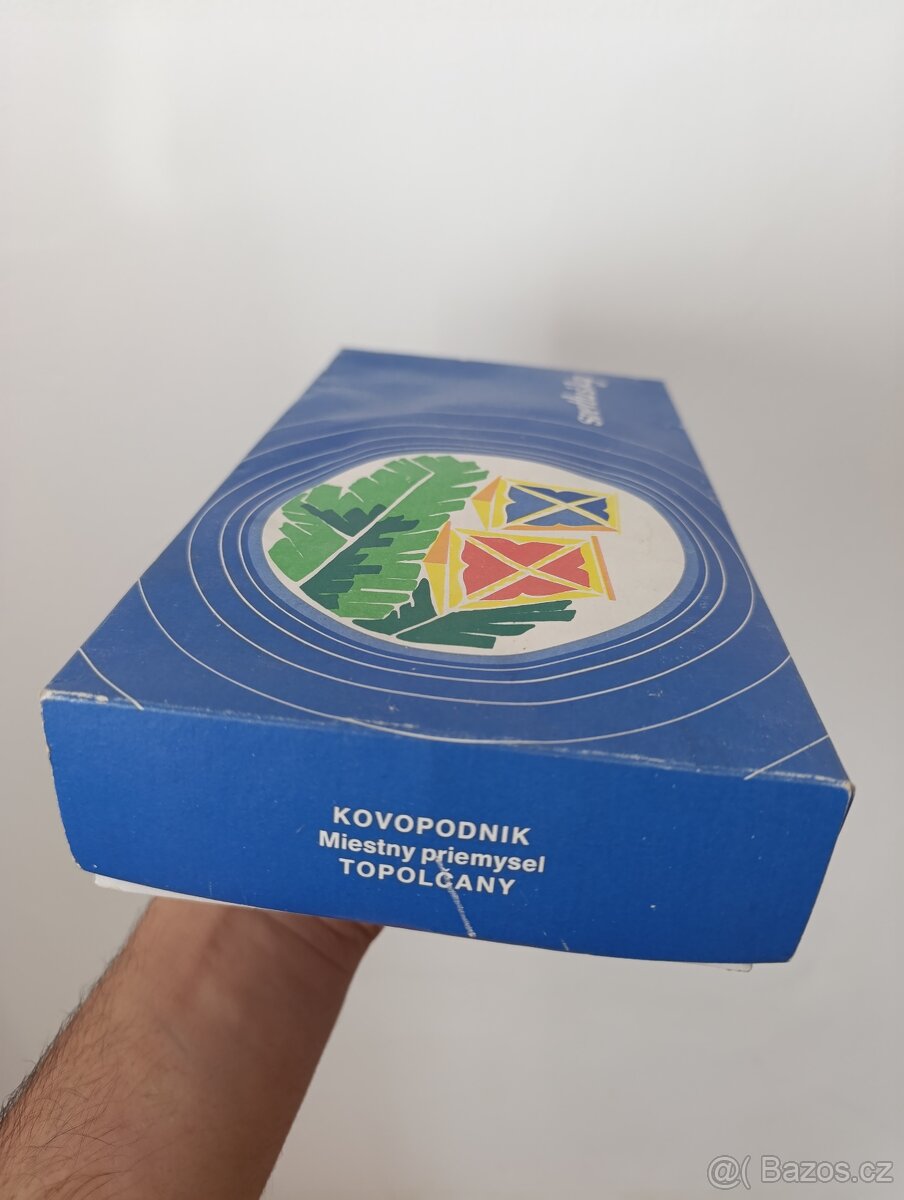 KOVOPODNIK
Miestny priemysel
TOPOLČANY
@( Bazos.cz